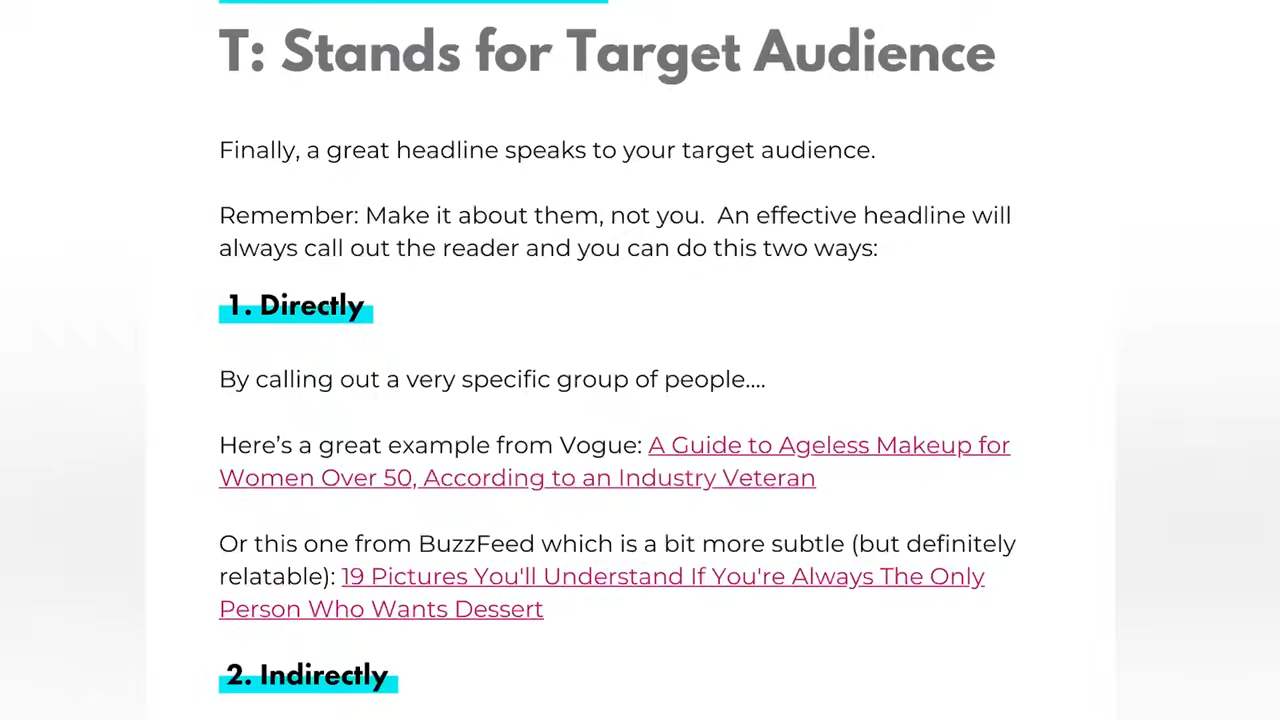 T: Stands for Target Audience
Finally, a great headline speaks to your target audience.
Remember: Make it about them, not you.  An effective headline will
always call out the reader and you can do this two ways:
1. Directly
By calling out a very specific group of people....
Here’s a great example from Vogue: A Guide to Ageless Makeup for
Women Over 50, According to an Industry Veteran
Or this one from BuzzFeed which is a bit more subtle (but definitely
relatable): 19 Pictures You'll Understand If You're Always The Only
Person Who Wants Dessert
2. Indirectly